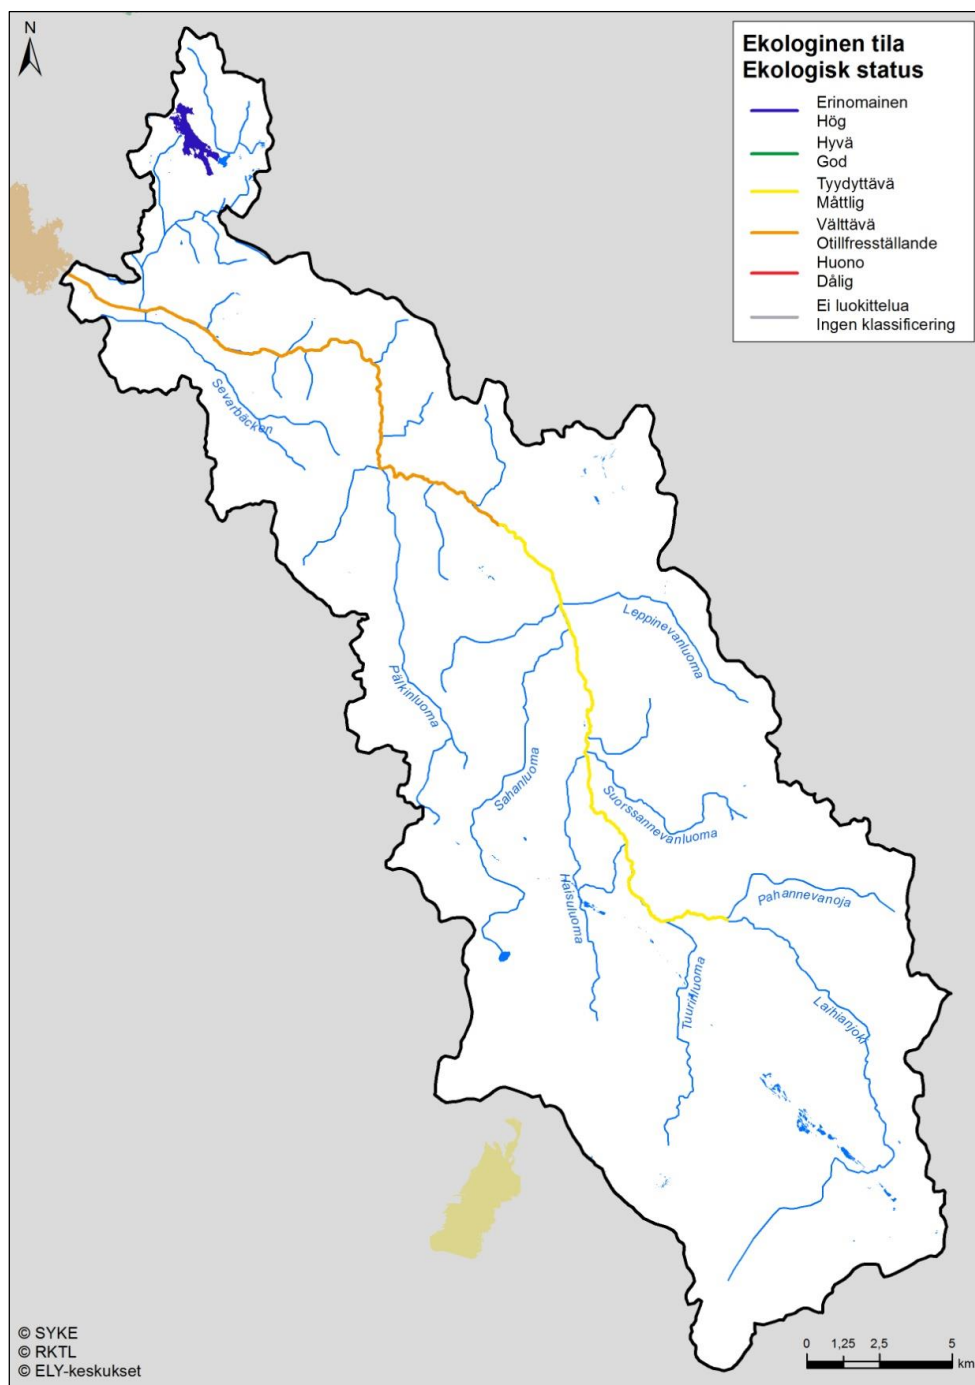 N
Ekologinen tila
Ekologisk status
Erinomainen
Hög
Hyvä
God
Tyydyttävä
Måttlig
Välttävä
Otillfresställande
Huono
Dålig
Ei luokittelua
Ingen klassificering
Sevarbäcken
Leppinevanluoma
Pälkinluoma
Sahanluoma
Suorssannevanluoma
Haisuluoma
Pahannevanoja
Tuurinluoma
Laihianjoki
© SYKE
© RKTL
© ELY-keskukset
0 1,25 2,5 5
km